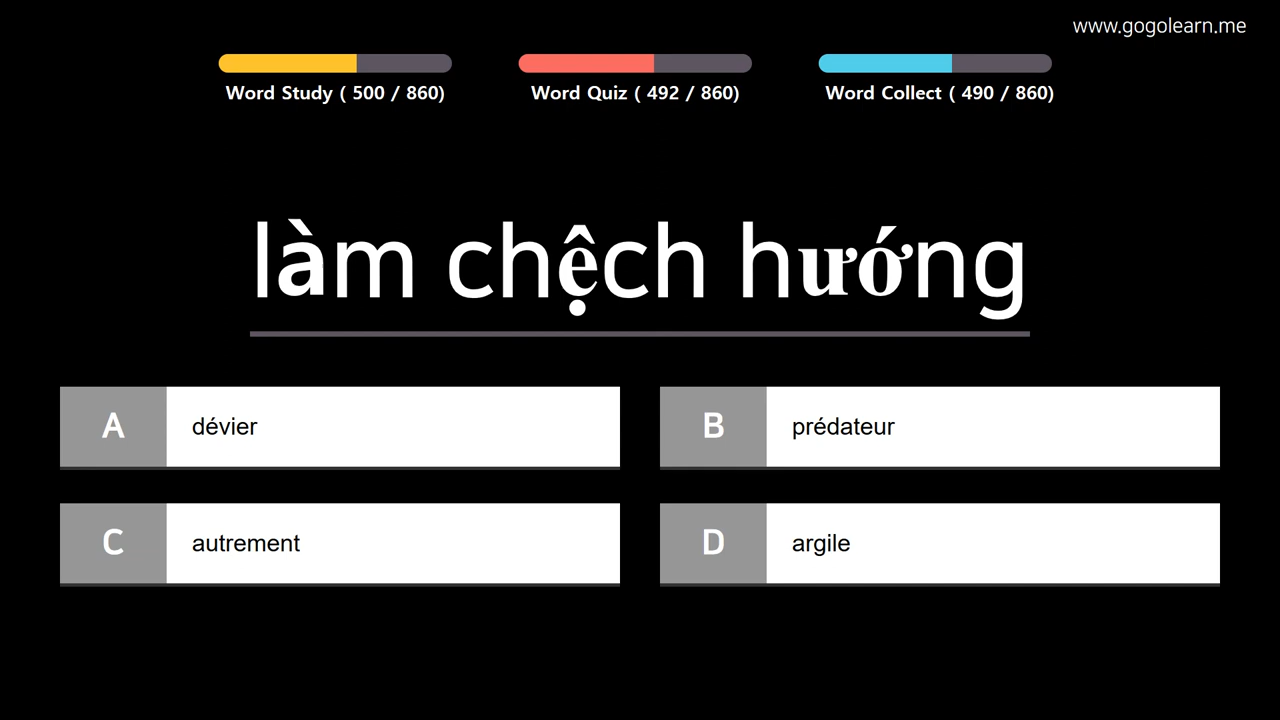 www.gogolearn.me
Word Study ( 500 / 860)
Word Quiz ( 492 / 860)
Word Collect ( 490 / 860)
làm chệch hướng
A dévier
B prédateur
C autrement
D argile